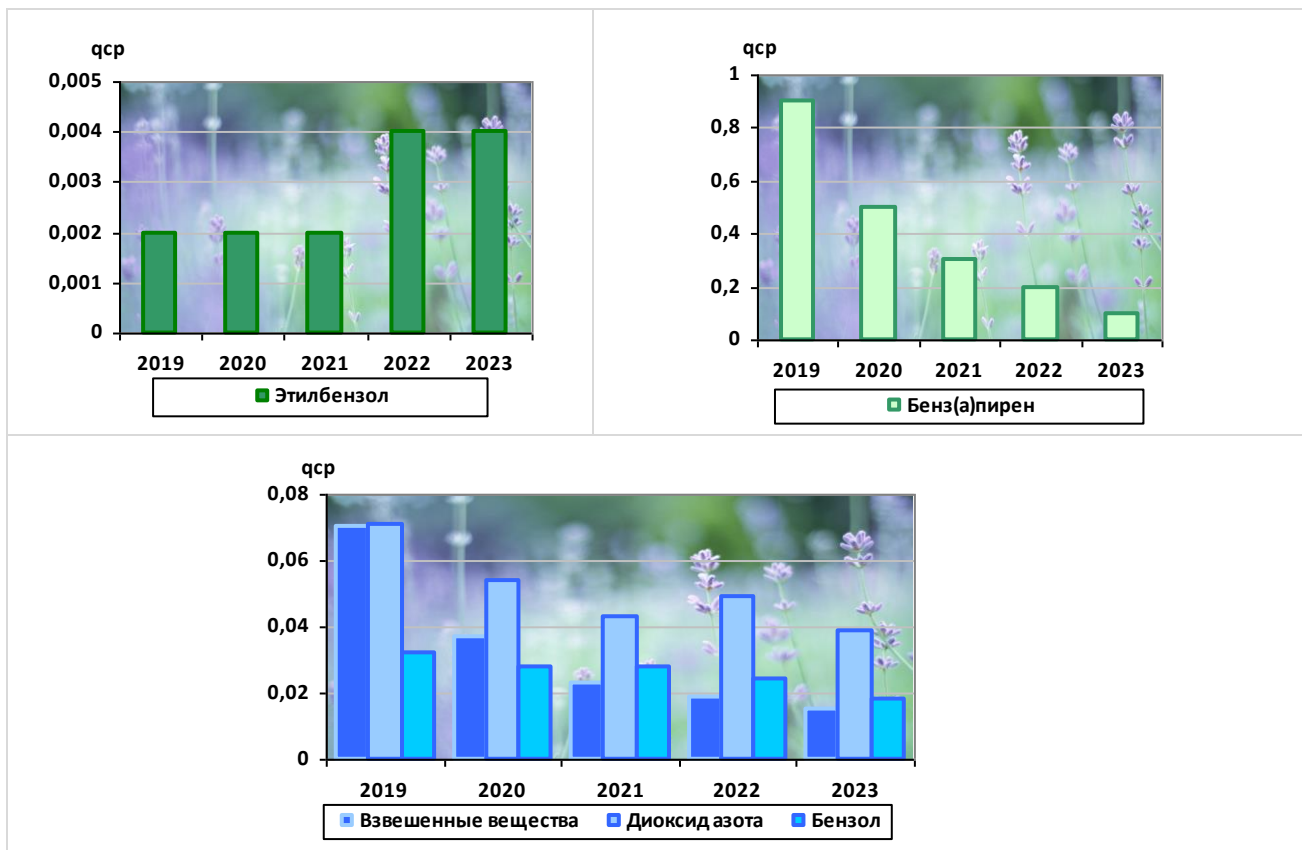 qср
0,005
0,004
0,003
0,002
0,001
0
2019 2020 2021 2022 2023
Этилбензол
qср
1
0,8
0,6
0,4
0,2
0
2019 2020 2021 2022 2023
Бенз(а)пирен
qср
0,08
0,06
0,04
0,02
0
2019 2020 2021 2022 2023
Взвешенные вещества Диоксид азота Бензол